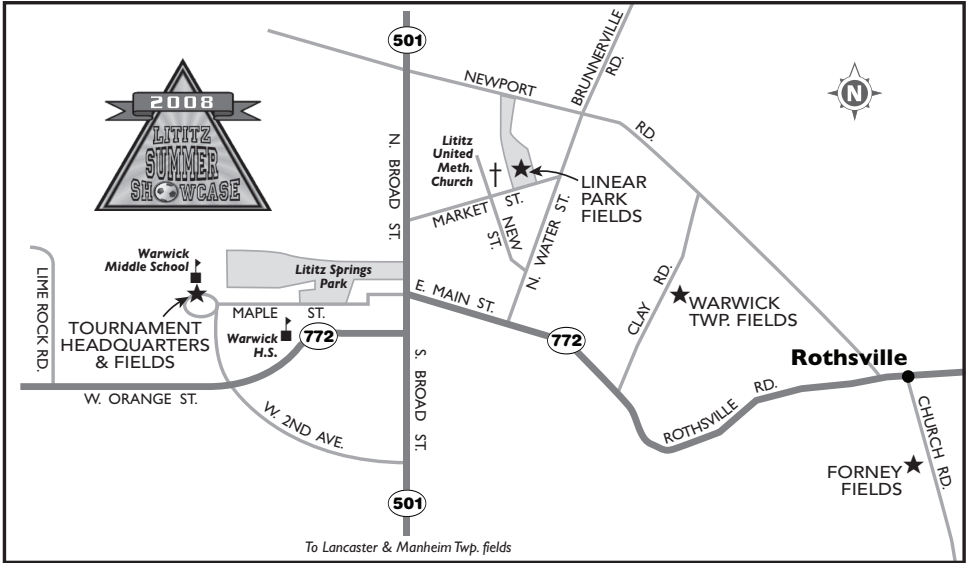 2008
LITITZ
SUMMER
SHOWCASE
501
NEWPORT
RD.
BRUNNERVILLE
RD.
N
N. BROAD ST.
Lititz
United
Meth.
Church
LINEAR
PARK
FIELDS
MARKET ST.
NEW
ST.
N. WATER ST.
Warwick
Middle School
Lititz Springs
Park
LIME ROCK RD.
E. MAIN ST.
MAPLE ST.
TOURNAMENT
HEADQUARTERS
& FIELDS
Warwick
H.S.
772
772
CLAY RD.
WARWICK
TWP. FIELDS
Rothsville
W. ORANGE ST.
S. BROAD ST.
W. 2ND AVE.
ROTHSVILLE RD.
CHURCH RD.
FORNEY
FIELDS
501
To Lancaster & Manheim Twp. fields